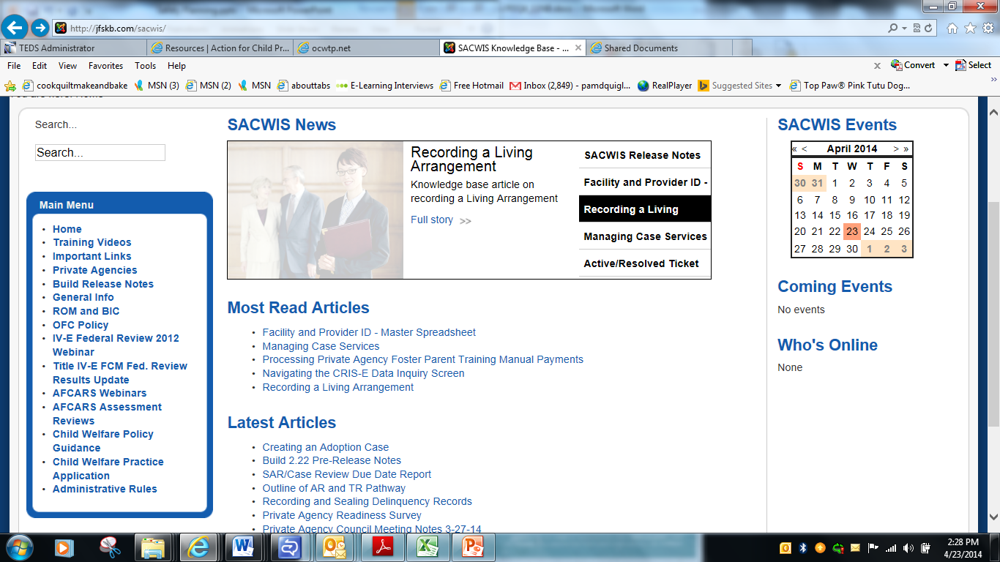 http://jfskb.com/sacwis/
TEDS Administrator
Resources | Action for Child Pr...
ocwtp.net
SACWIS Knowledge Base - ...
Shared Documents
File Edit View Favorites Tools Help
Convert
Select
cookquiltmakeandbake
MSN (3)
MSN (2)
MSN
abouttabs
E-Learning Interviews
Free Hotmail
Inbox (2,849) - pamdquigl...
RealPlayer
Suggested Sites
Top Paw® Pink Tutu Dog...
Search...
Search...
Main Menu
• Home
• Training Videos
• Important Links
• Private Agencies
• Build Release Notes
• General Info
• ROM and BIC
• OFC Policy
• IV-E Federal Review 2012
Webinar
• Title IV-E FCM Fed. Review
Results Update
• AFCARS Webinars
• AFCARS Assessment
Reviews
• Child Welfare Policy
Guidance
• Child Welfare Practice
Application
• Administrative Rules
SACWIS News
Recording a Living
Arrangement
Knowledge base article on
recording a Living Arrangement
Full story >>
SACWIS Release Notes
Facility and Provider ID -
Recording a Living
Managing Case Services
Active/Resolved Ticket
Most Read Articles
• Facility and Provider ID - Master Spreadsheet
• Managing Case Services
• Processing Private Agency Foster Parent Training Manual Payments
• Navigating the CRIS-E Data Inquiry Screen
• Recording a Living Arrangement
Latest Articles
• Creating an Adoption Case
• Build 2.22 Pre-Release Notes
• SAR/Case Review Due Date Report
• Outline of AR and TR Pathway
• Recording and Sealing Delinquency Records
• Private Agency Readiness Survey
• Private Agency Council Meeting Notes 3-27-14
SACWIS Events
« < April 2014 > »
S M T W T F S
30 31 1 2 3 4 5
6 7 8 9 10 11 12
13 14 15 16 17 18 19
20 21 22 23 24 25 26
27 28 29 30 1 2 3
Coming Events
No events
Who's Online
None
2:28 PM
4/23/2014